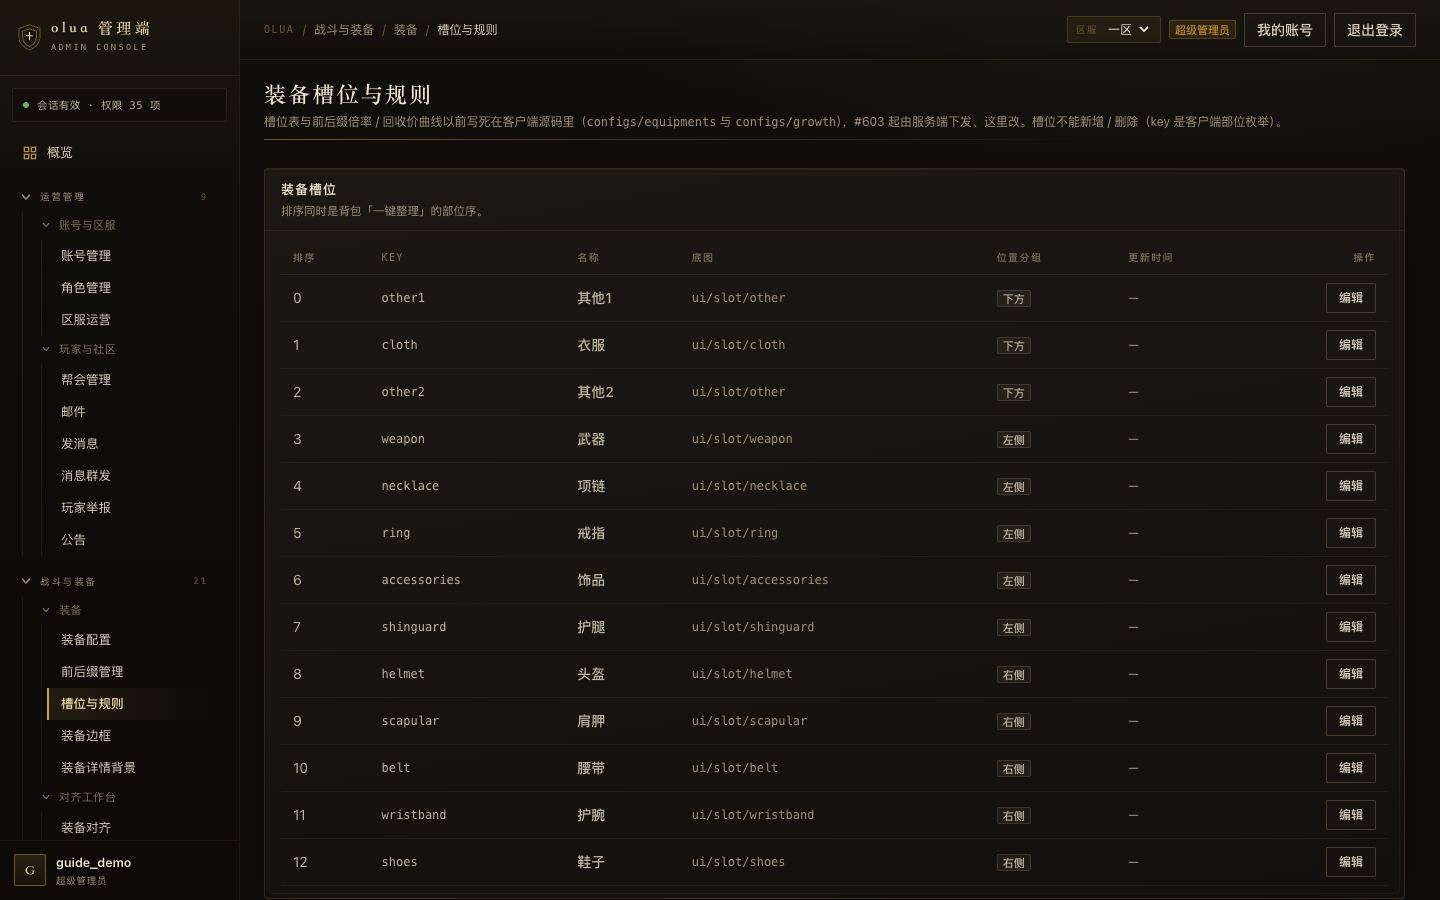 olua 管理端
ADMIN CONSOLE
会话有效 · 权限 35 项
概览
运营管理 9
账号与区服
账号管理
角色管理
区服运营
玩家与社区
帮会管理
邮件
发消息
消息群发
玩家举报
公告
战斗与装备 21
装备
装备配置
前后缀管理
槽位与规则
装备边框
装备详情背景
对齐工作台
装备对齐
G guide_demo
超级管理员
OLUA / 战斗与装备 / 装备 / 槽位与规则
区服 一区 超级管理员 我的账号 退出登录
装备槽位与规则
槽位表与前后缀倍率 / 回收价曲线以前写死在客户端源码里（configs/equipments 与 configs/growth），#603 起由服务端下发、这里改。槽位不能新增 / 删除（key 是客户端部位枚举）。
装备槽位
排序同时是背包「一键整理」的部位序。
排序 KEY 名称 底图 位置分组 更新时间 操作
0 other1 其他1 ui/slot/other 下方 — 编辑
1 cloth 衣服 ui/slot/cloth 下方 — 编辑
2 other2 其他2 ui/slot/other 下方 — 编辑
3 weapon 武器 ui/slot/weapon 左侧 — 编辑
4 necklace 项链 ui/slot/necklace 左侧 — 编辑
5 ring 戒指 ui/slot/ring 左侧 — 编辑
6 accessories 饰品 ui/slot/accessories 左侧 — 编辑
7 shinguard 护腿 ui/slot/shinguard 左侧 — 编辑
8 helmet 头盔 ui/slot/helmet 右侧 — 编辑
9 scapular 肩胛 ui/slot/scapular 右侧 — 编辑
10 belt 腰带 ui/slot/belt 右侧 — 编辑
11 wristband 护腕 ui/slot/wristband 右侧 — 编辑
12 shoes 鞋子 ui/slot/shoes 右侧 — 编辑